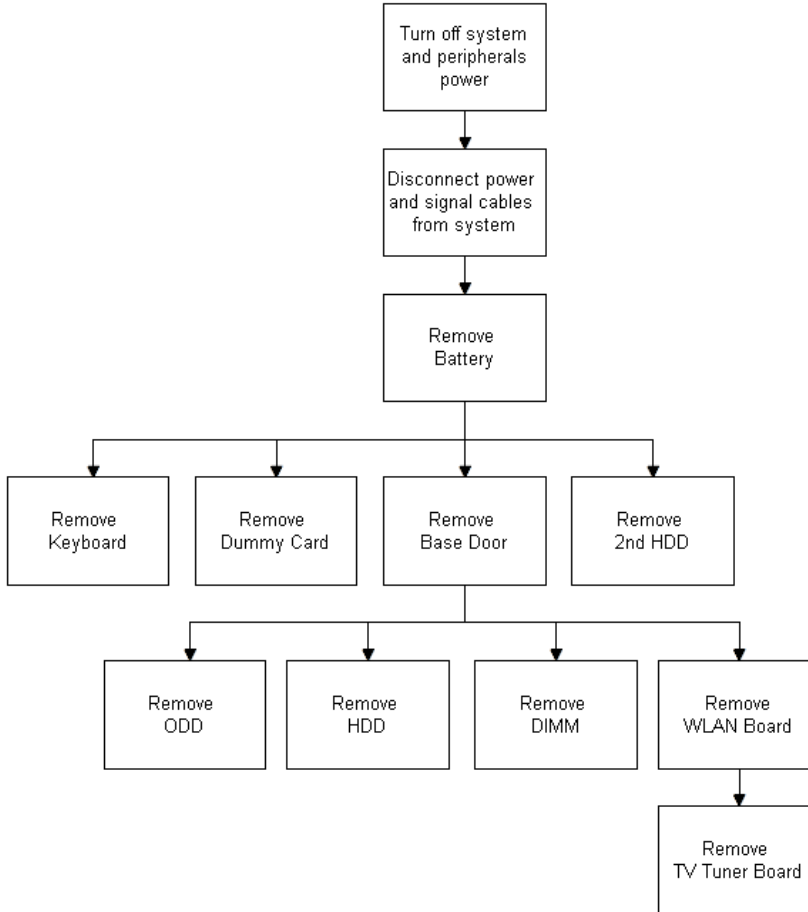 Turn off system
and peripherals
power
Disconnect power
and signal cables
from system
Remove
Battery
Remove
Keyboard
Remove
Dummy Card
Remove
Base Door
Remove
2nd HDD
Remove
ODD
Remove
HDD
Remove
DIMM
Remove
WLAN Board
Remove
TV Tuner Board